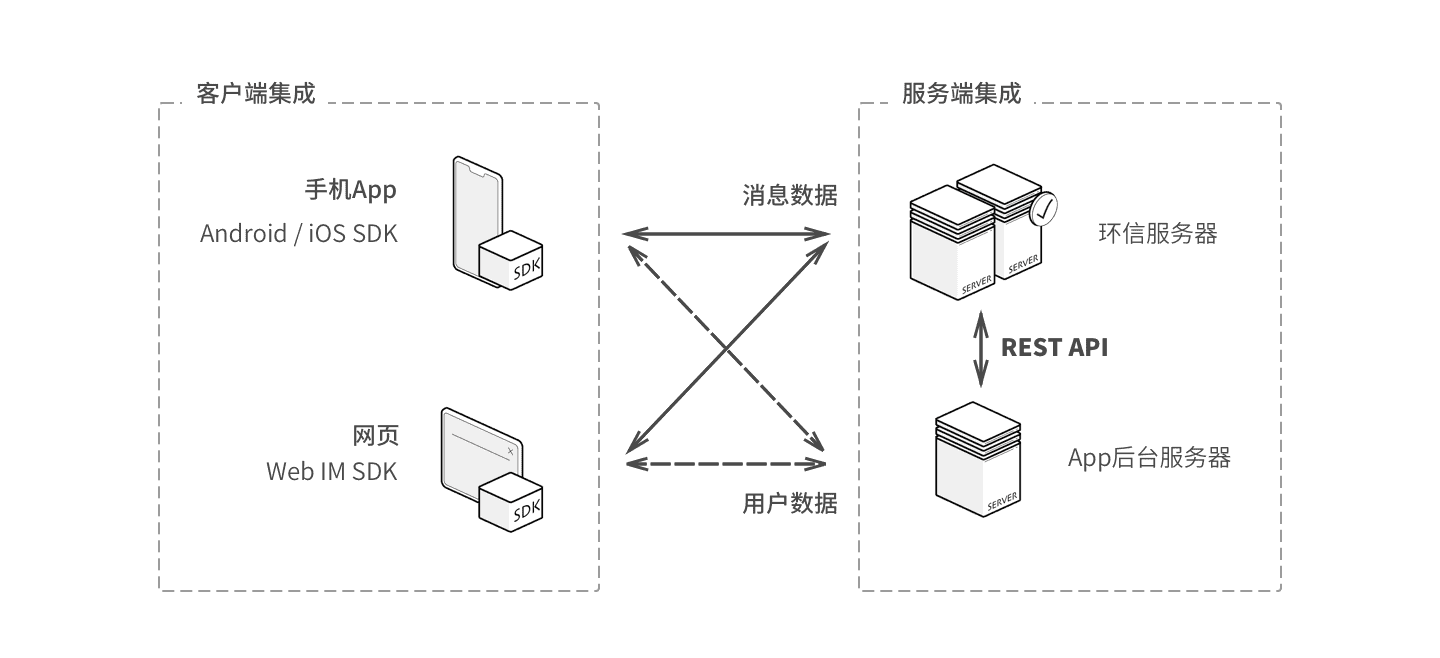 客户端集成
手机App
Android / iOS SDK
SDK
网页
Web IM SDK
SDK
消息数据
用户数据
服务端集成
SERVER
SERVER
环信服务器
REST API
SERVER
App后台服务器